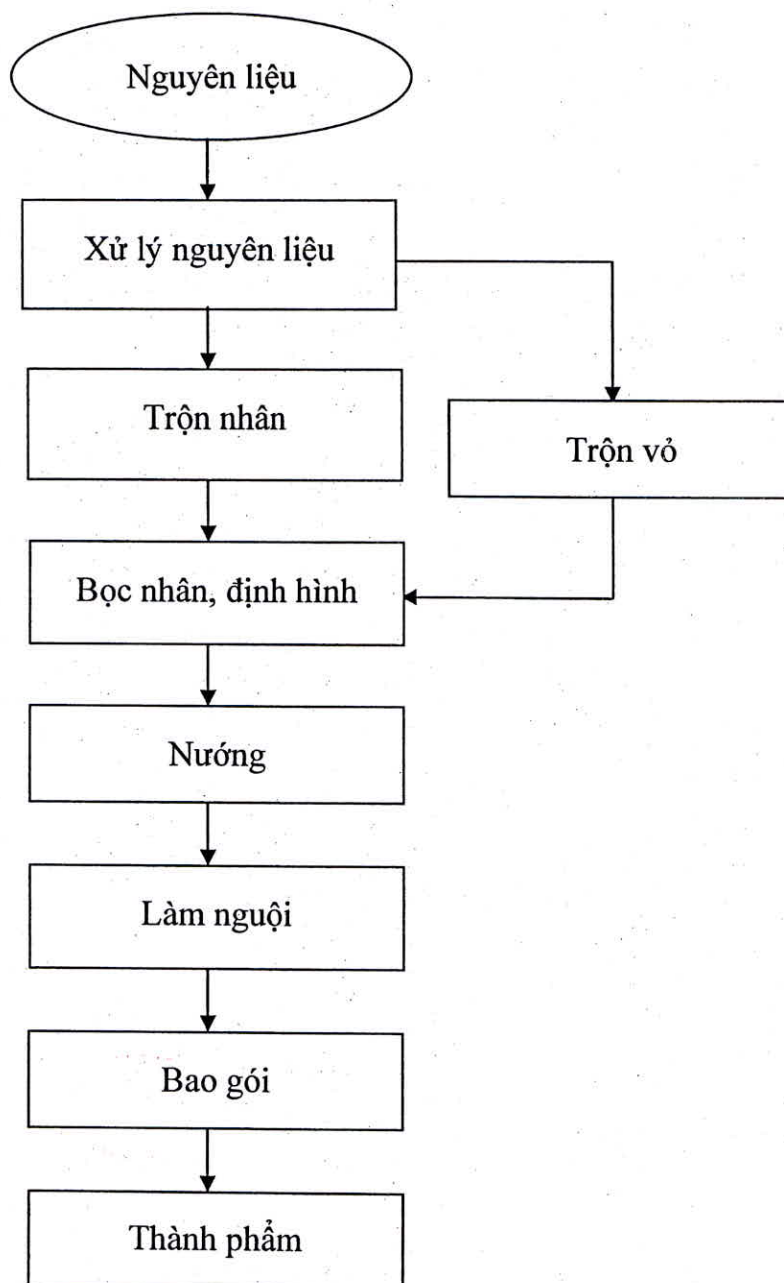 Nguyên liệu
Xử lý nguyên liệu
Trộn nhân
Trộn vỏ
Bọc nhân, định hình
Nướng
Làm nguội
Bao gói
Thành phẩm